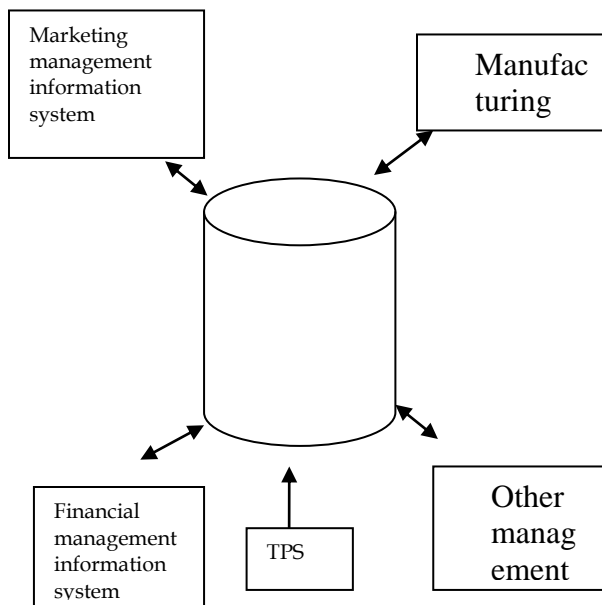 Marketing
management
information
system
Manufac
turing
Financial
management
information
system
TPS
Other
manag
ement